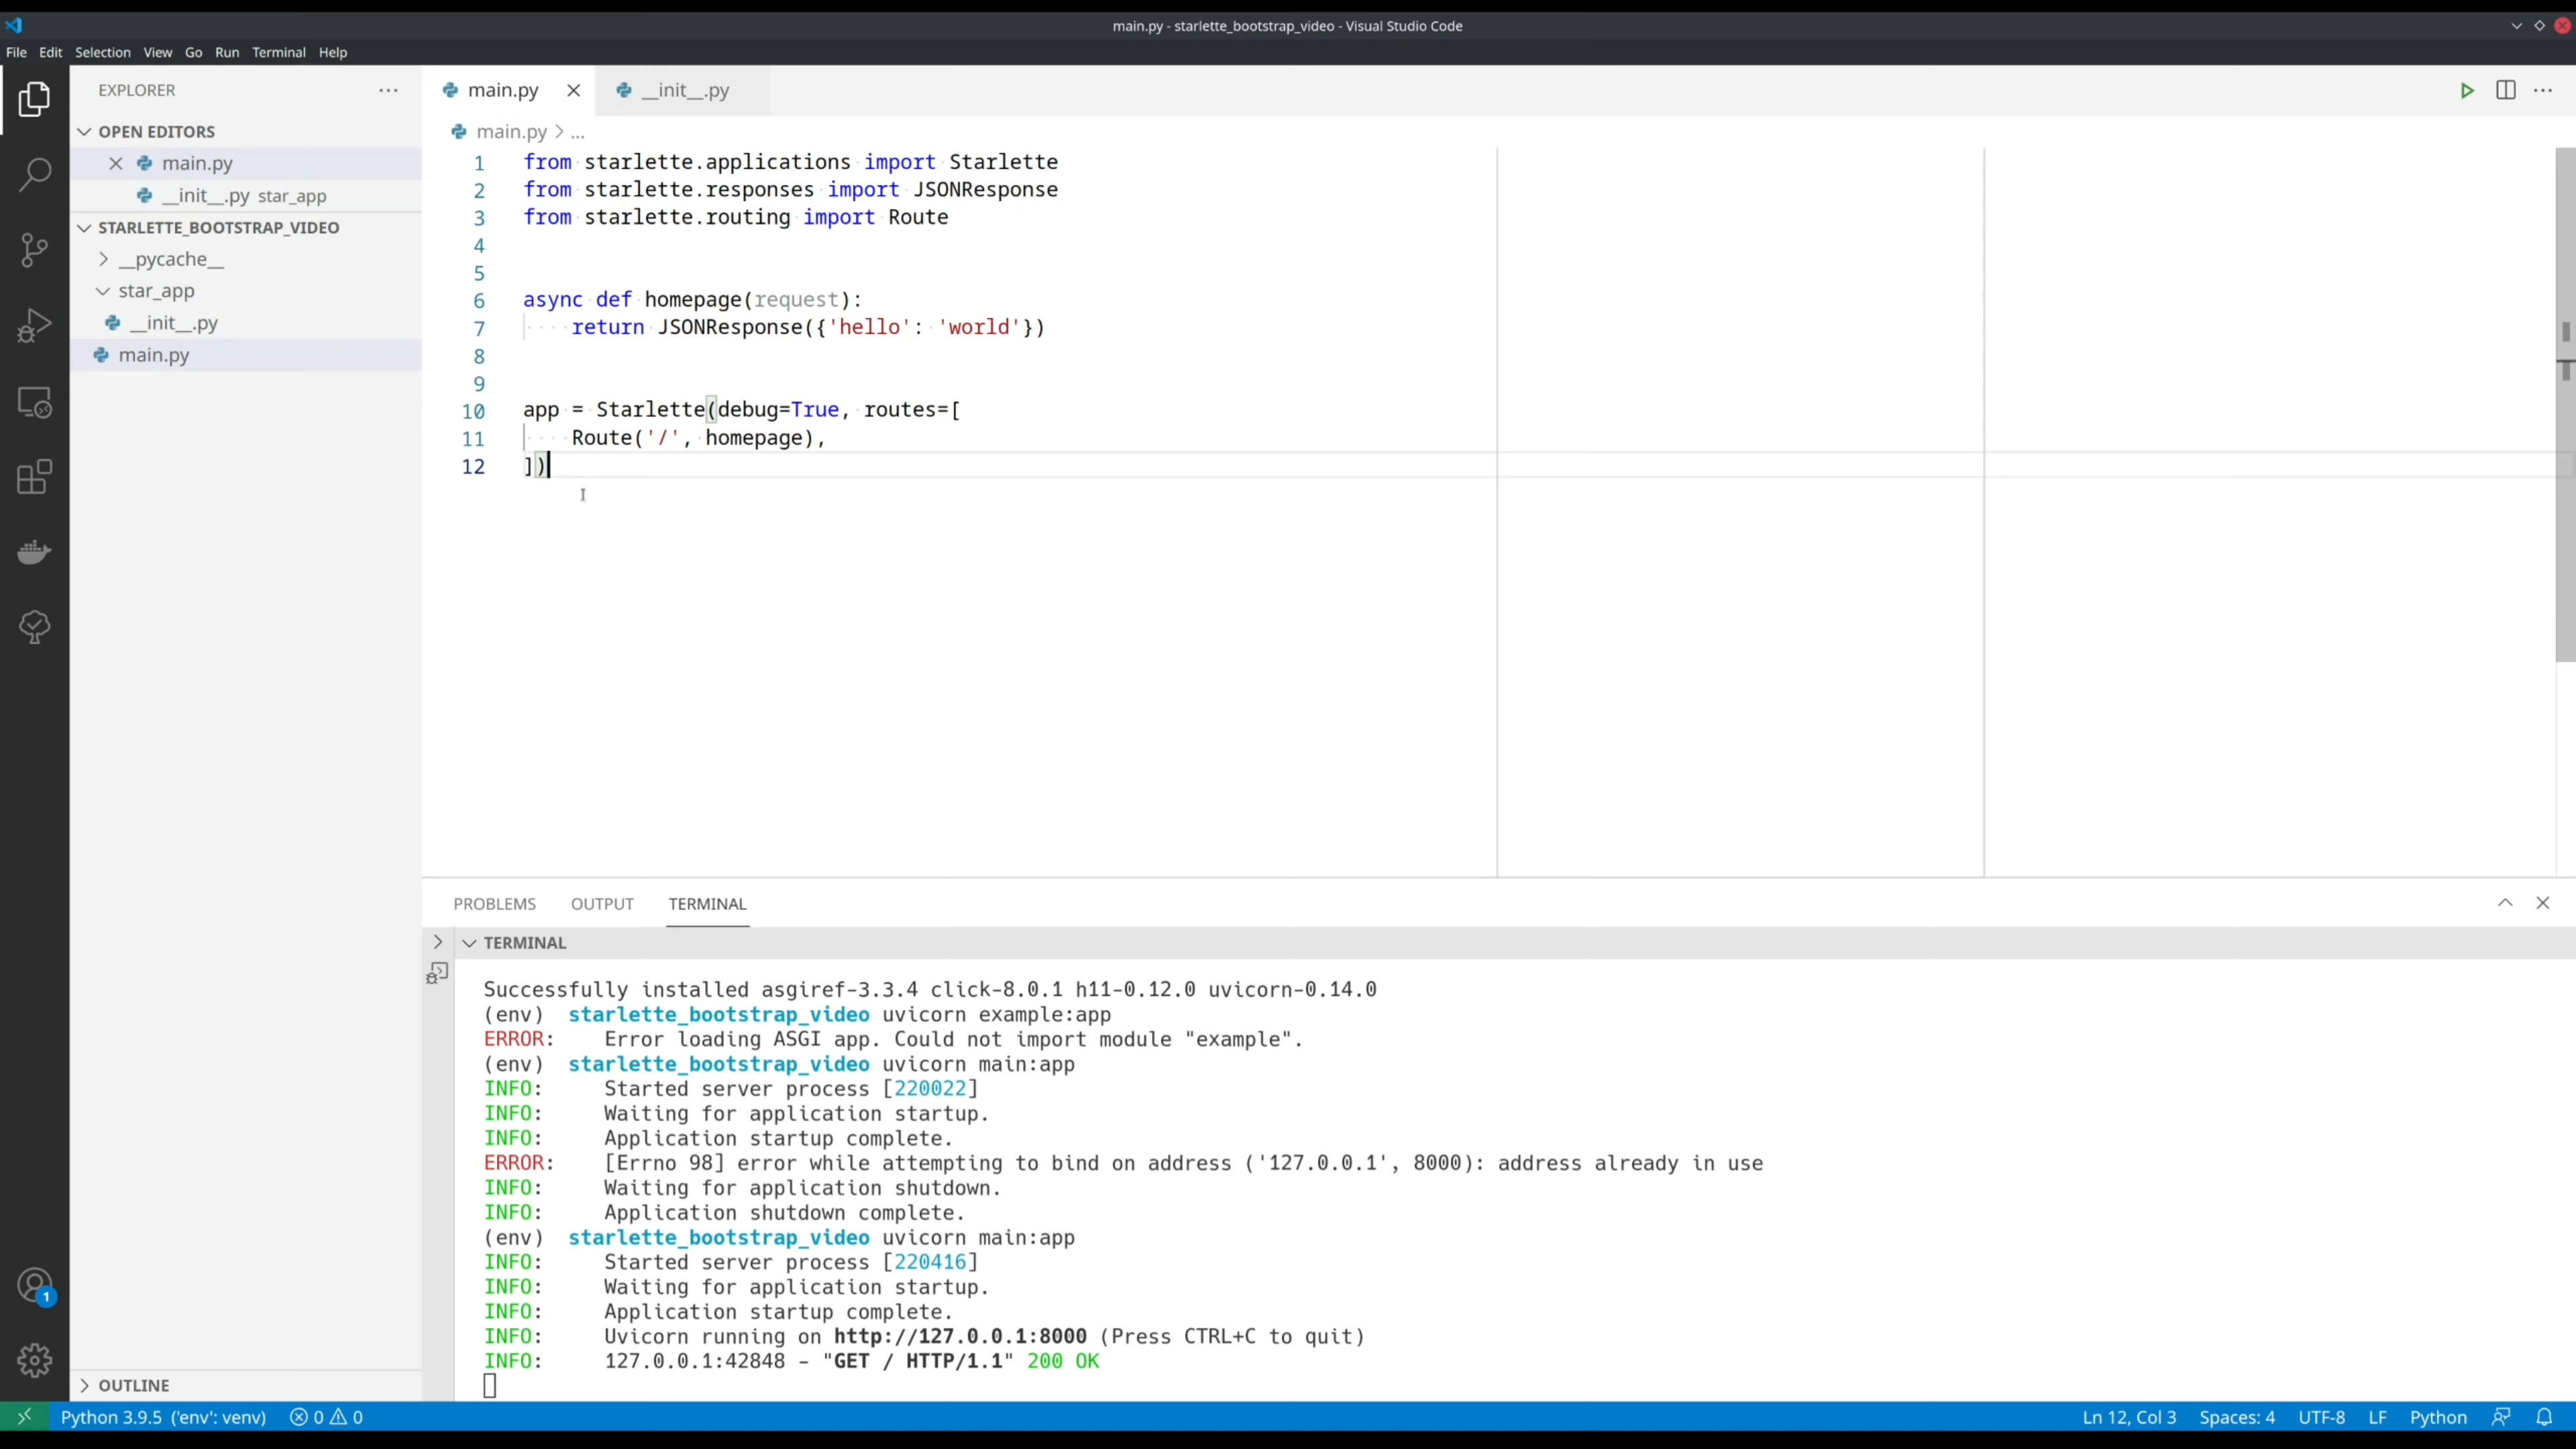 main.py - starlette_bootstrap_video - Visual Studio Code
File Edit Selection View Go Run Terminal Help
EXPLORER
OPEN EDITORS
main.py
__init__.py star_app
STARLETTE_BOOTSTRAP_VIDEO
__pycache__
star_app
__init__.py
main.py
OUTLINE
main.py __init__.py
main.py > ...
1 from starlette.applications import Starlette
2 from starlette.responses import JSONResponse
3 from starlette.routing import Route
4
5
6 async def homepage(request):
7 return JSONResponse({'hello': 'world'})
8
9
10 app = Starlette(debug=True, routes=[
11 Route('/', homepage),
12 ])
PROBLEMS OUTPUT TERMINAL
TERMINAL
Successfully installed asgiref-3.3.4 click-8.0.1 h11-0.12.0 uvicorn-0.14.0
(env) starlette_bootstrap_video uvicorn example:app
ERROR: Error loading ASGI app. Could not import module "example".
(env) starlette_bootstrap_video uvicorn main:app
INFO: Started server process [220022]
INFO: Waiting for application startup.
INFO: Application startup complete.
ERROR: [Errno 98] error while attempting to bind on address ('127.0.0.1', 8000): address already in use
INFO: Waiting for application shutdown.
INFO: Application shutdown complete.
(env) starlette_bootstrap_video uvicorn main:app
INFO: Started server process [220416]
INFO: Waiting for application startup.
INFO: Application startup complete.
INFO: Uvicorn running on http://127.0.0.1:8000 (Press CTRL+C to quit)
INFO: 127.0.0.1:42848 - "GET / HTTP/1.1" 200 OK
1
Python 3.9.5 ('env': venv) 0 0 Ln 12, Col 3 Spaces: 4 UTF-8 LF Python